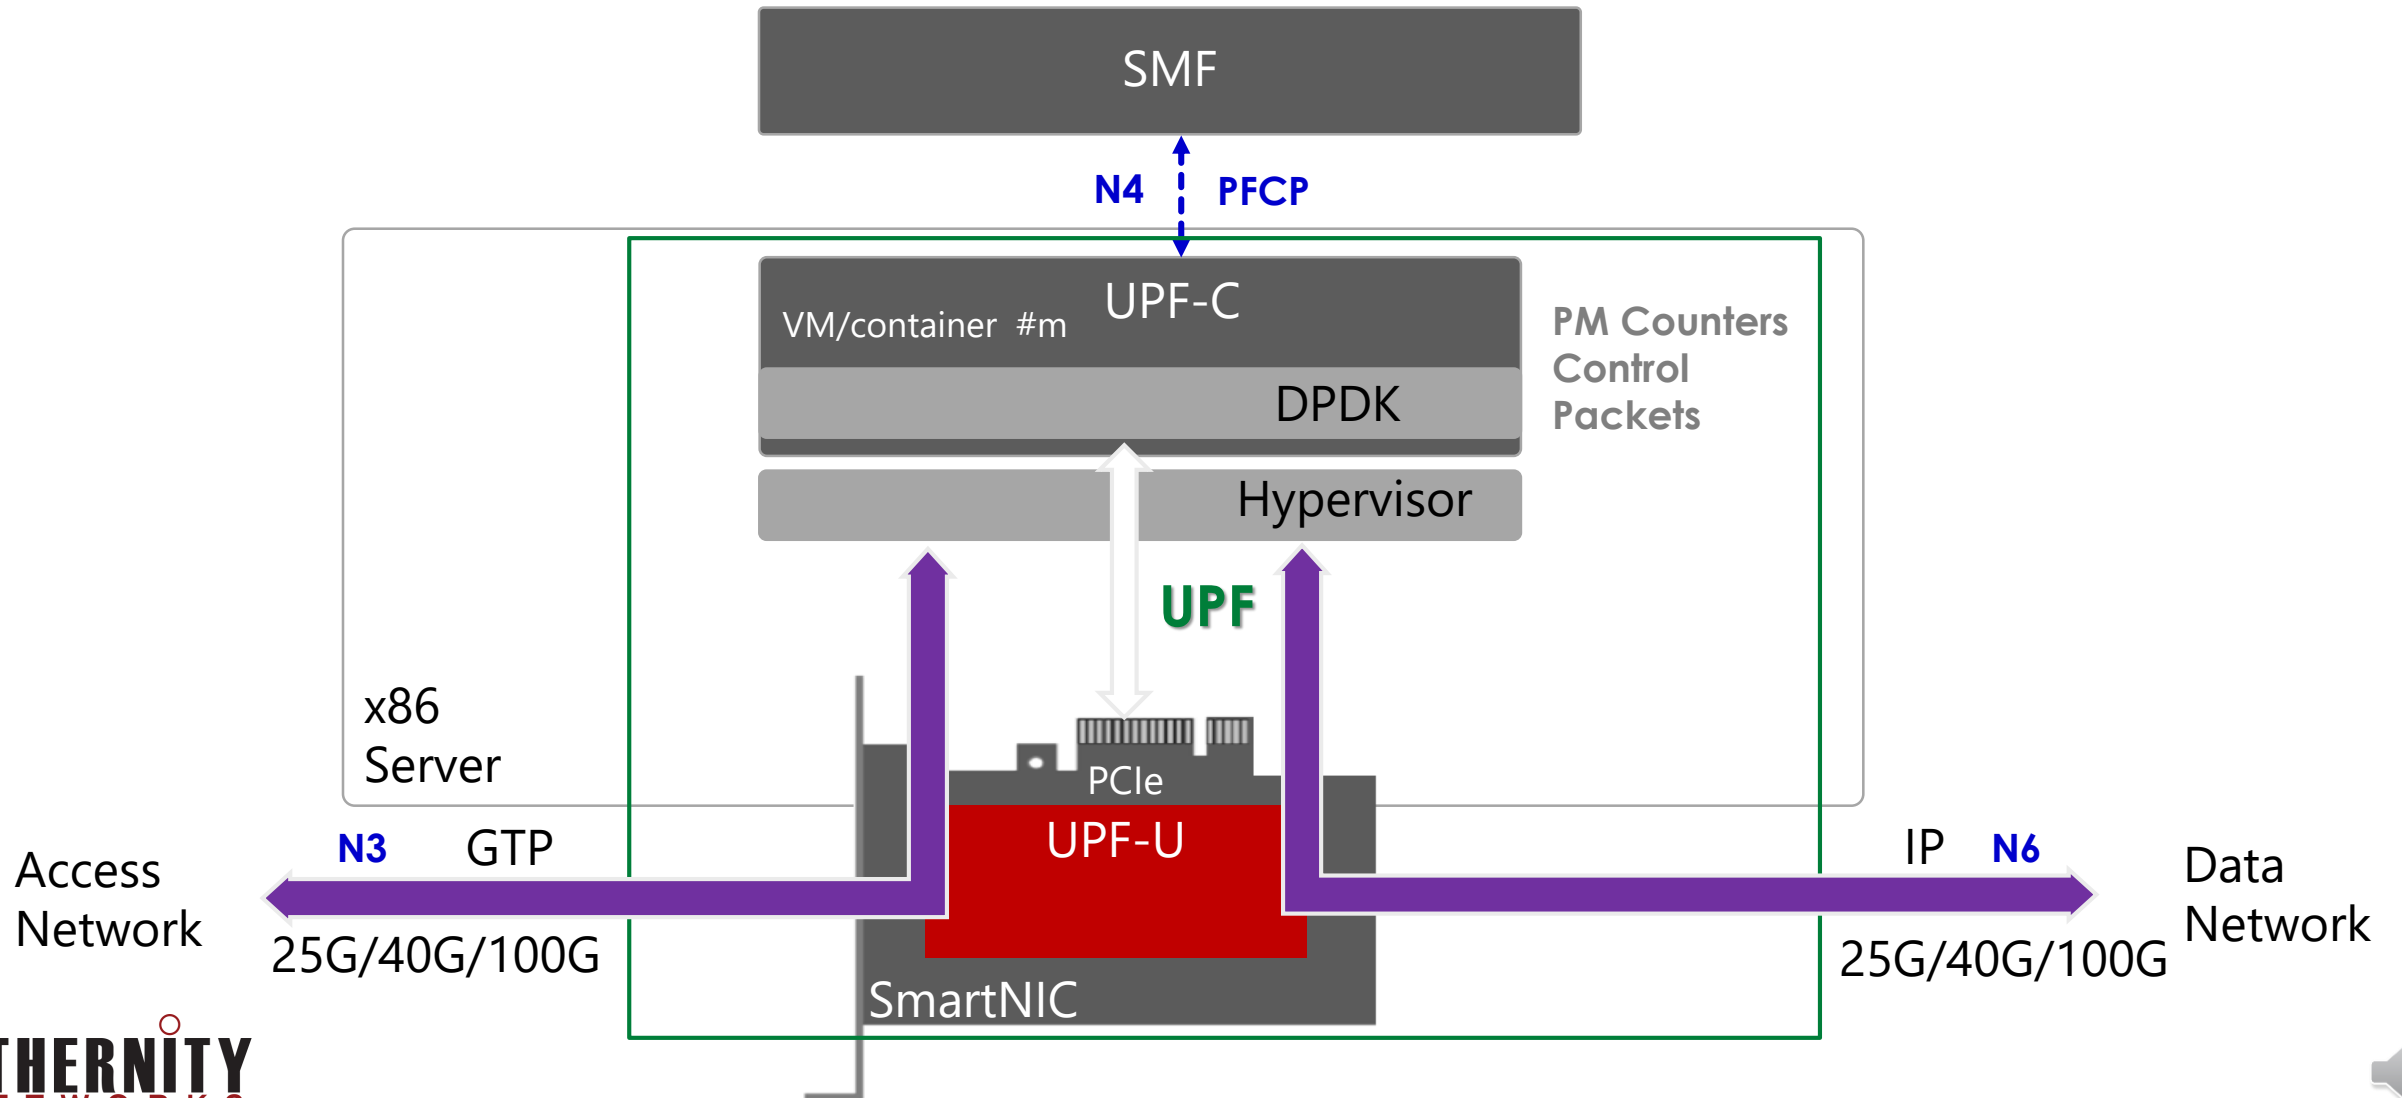 SMF
N4 PFCP
UPF-C
VM/container #m
DPDK
PM Counters
Control
Packets
Hypervisor
UPF
x86
Server
PCIe
UPF-U
SmartNIC
Access
Network
N3 GTP
25G/40G/100G
IP N6
25G/40G/100G
Data
Network
THERNITY